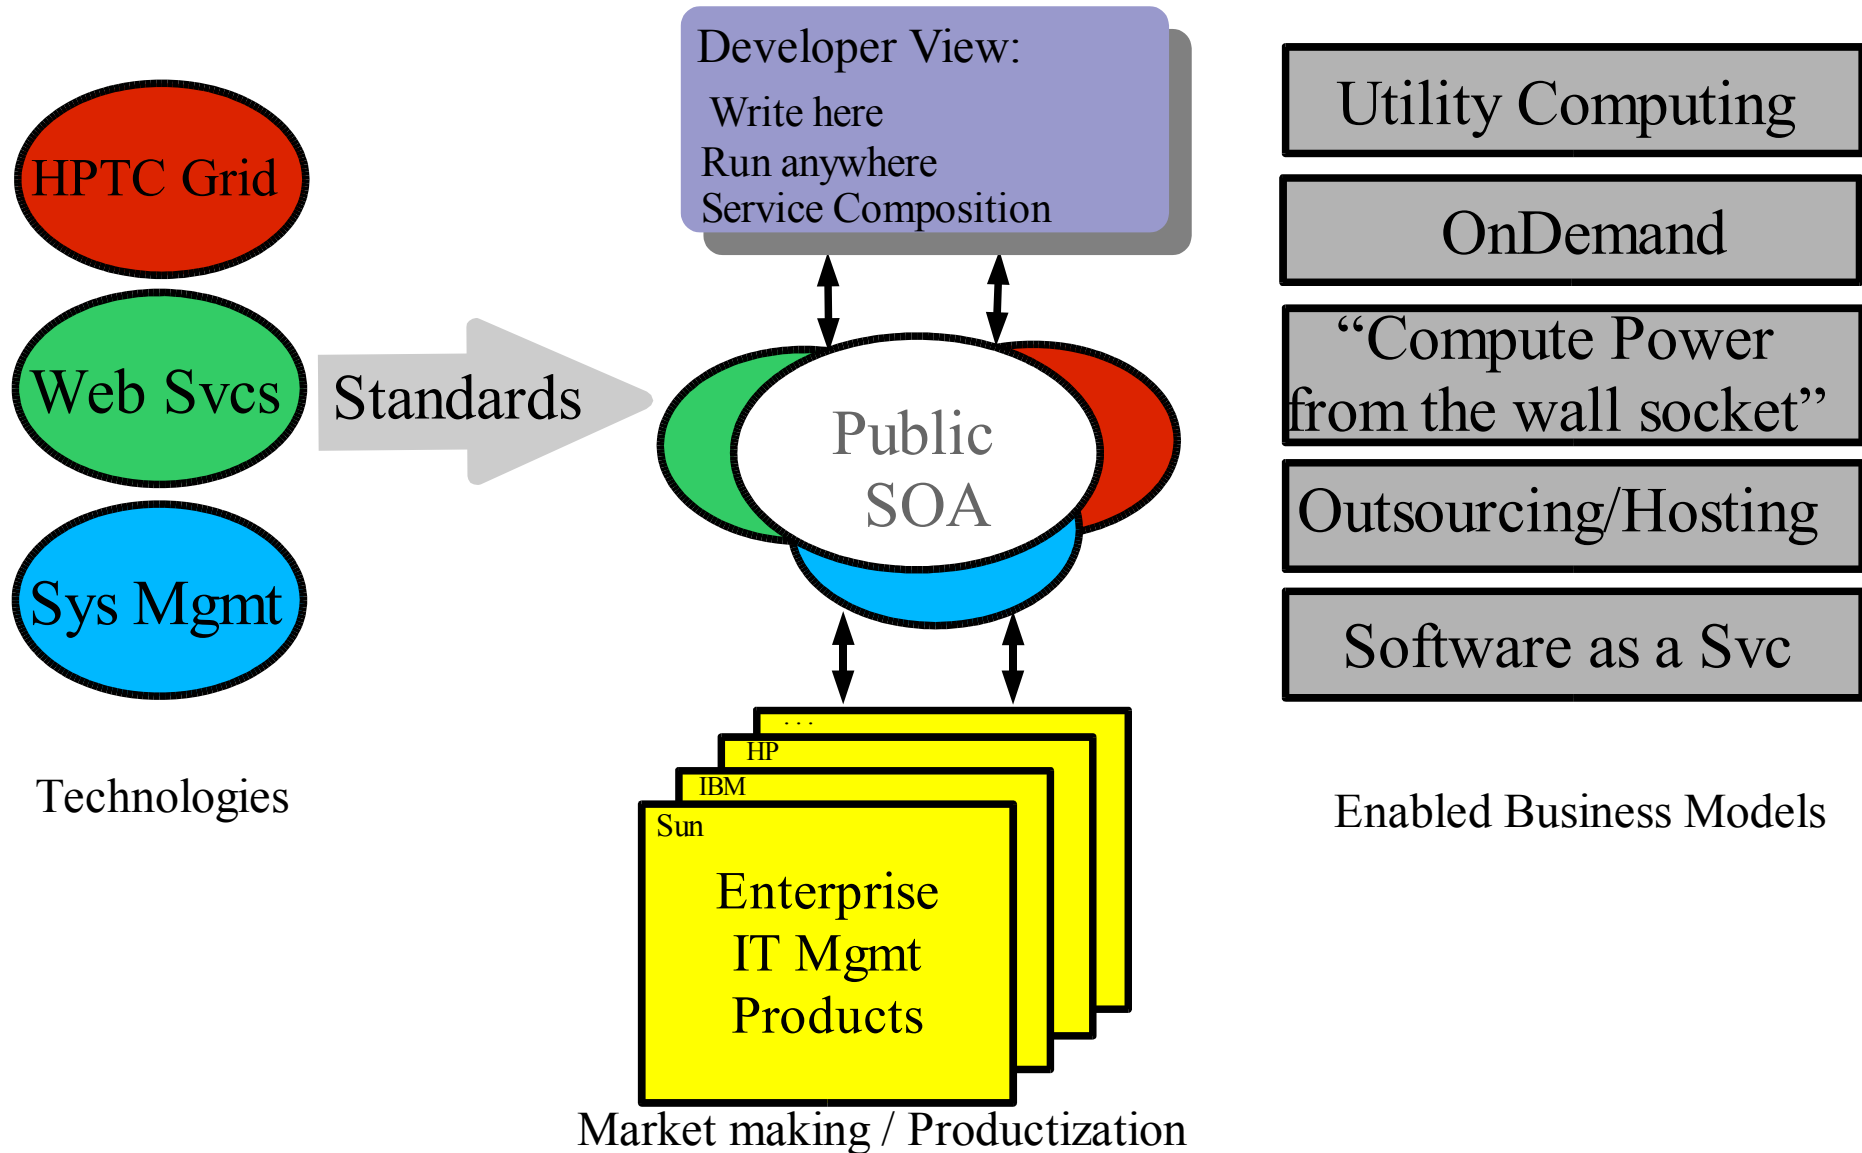 HPTC Grid
Web Svcs
Sys Mgmt
Technologies
Standards
Developer View:
Write here
Run anywhere
Service Composition
Public
SOA
. . .
HP
IBM
Sun
Enterprise
IT Mgmt
Products
Market making / Productization
Utility Computing
OnDemand
“Compute Power
from the wall socket”
Outsourcing/Hosting
Software as a Svc
Enabled Business Models